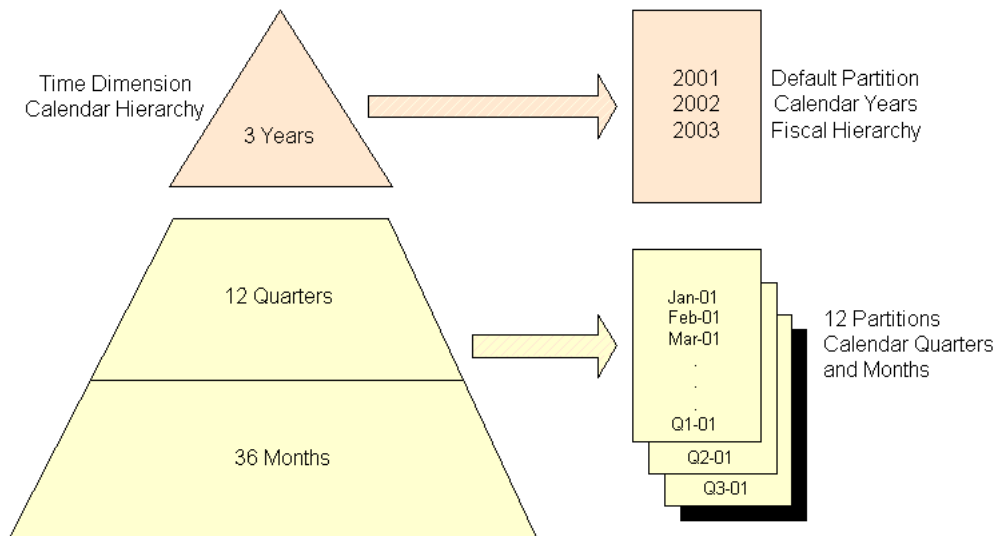 Time Dimension
Calendar Hierarchy
3 Years
2001
2002
2003
Default Partition
Calendar Years
Fiscal Hierarchy
12 Quarters
36 Months
Jan-01
Feb-01
Mar-01
.
.
.
Q1-01
Q2-01
Q3-01
12 Partitions
Calendar Quarters
and Months